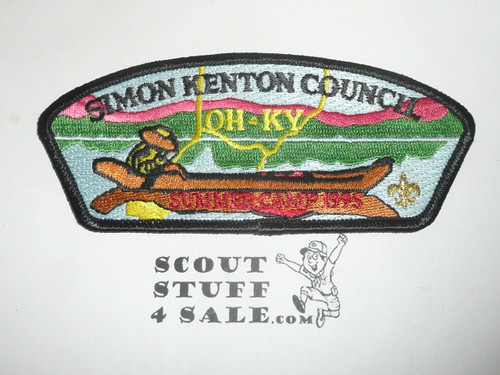 SIMON KENTON COUNCIL
OH-KY
SUMMER CAMP 1995
SCOUT
STUFF
4 SALE.COM